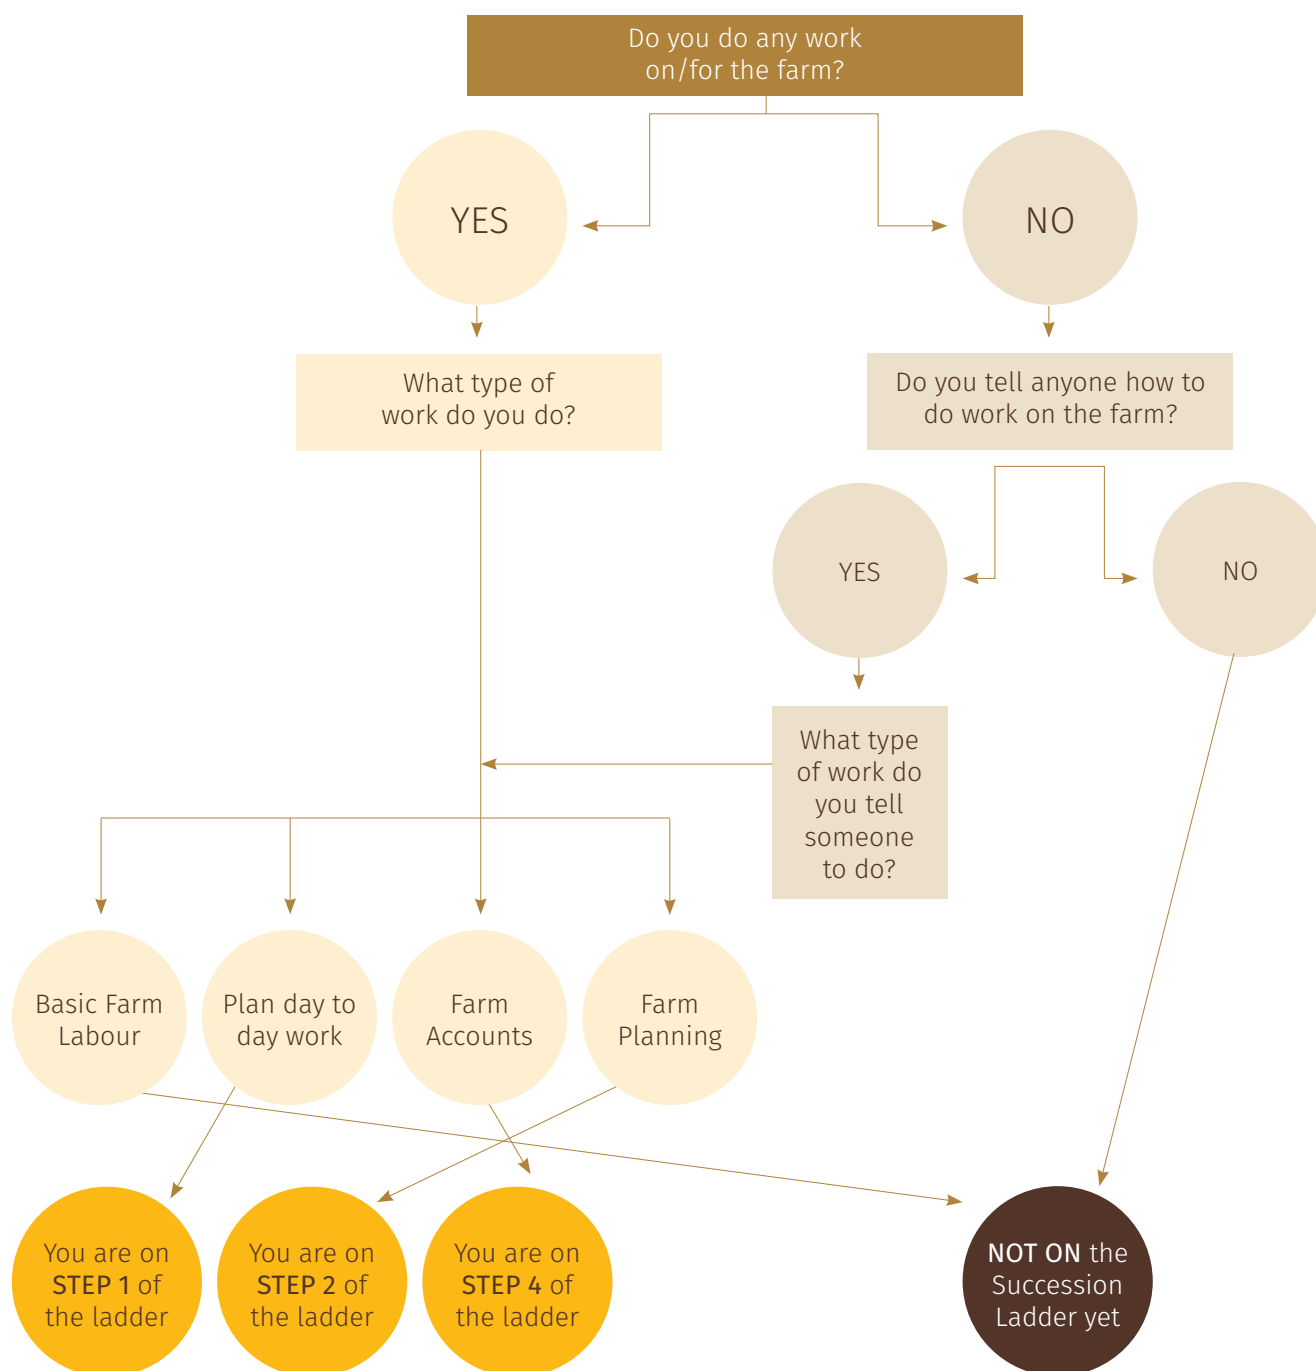 Do you do any work
on/for the farm?
YES
NO
What type of
work do you do?
Do you tell anyone how to
do work on the farm?
YES
NO
What type
of work do
you tell
someone
to do?
Basic Farm
Labour
Plan day to
day work
Farm
Accounts
Farm
Planning
You are on
STEP 1 of
the ladder
You are on
STEP 2 of
the ladder
You are on
STEP 4 of
the ladder
NOT ON the
Succession
Ladder yet